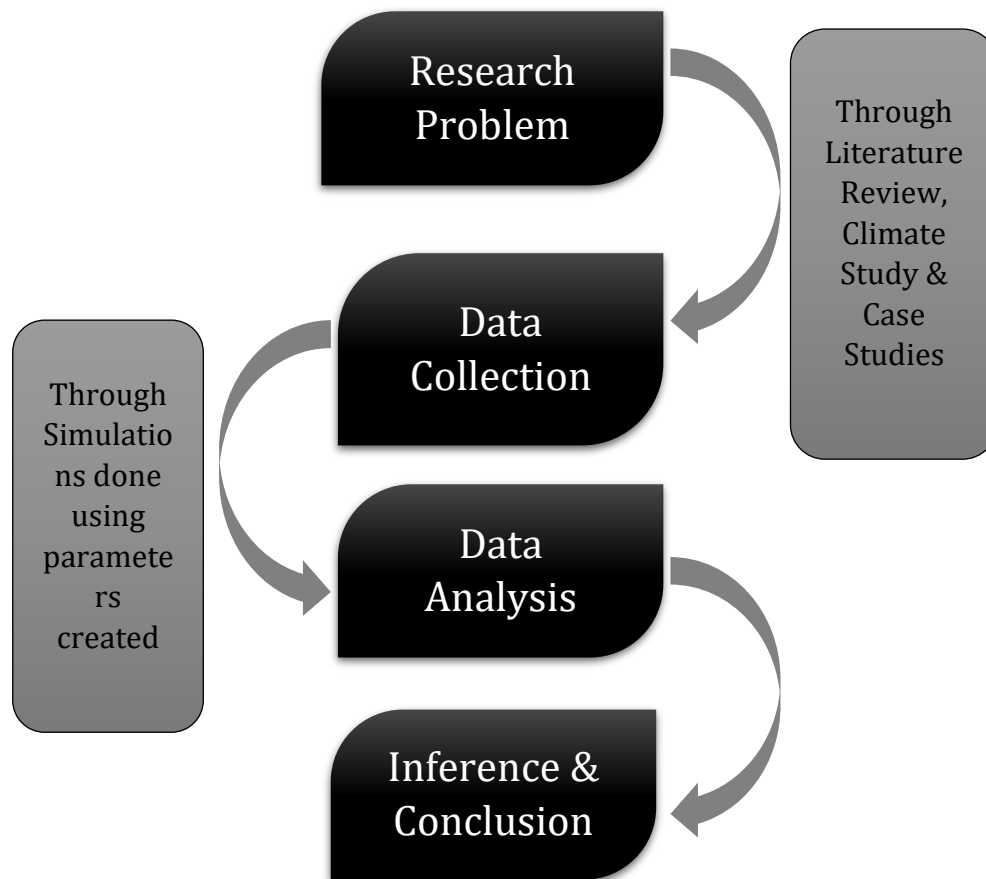 Research
Problem
Through
Literature
Review,
Climate
Study &
Case
Studies
Data
Collection
Through
Simulatio
ns done
using
paramete
rs
created
Data
Analysis
Inference &
Conclusion